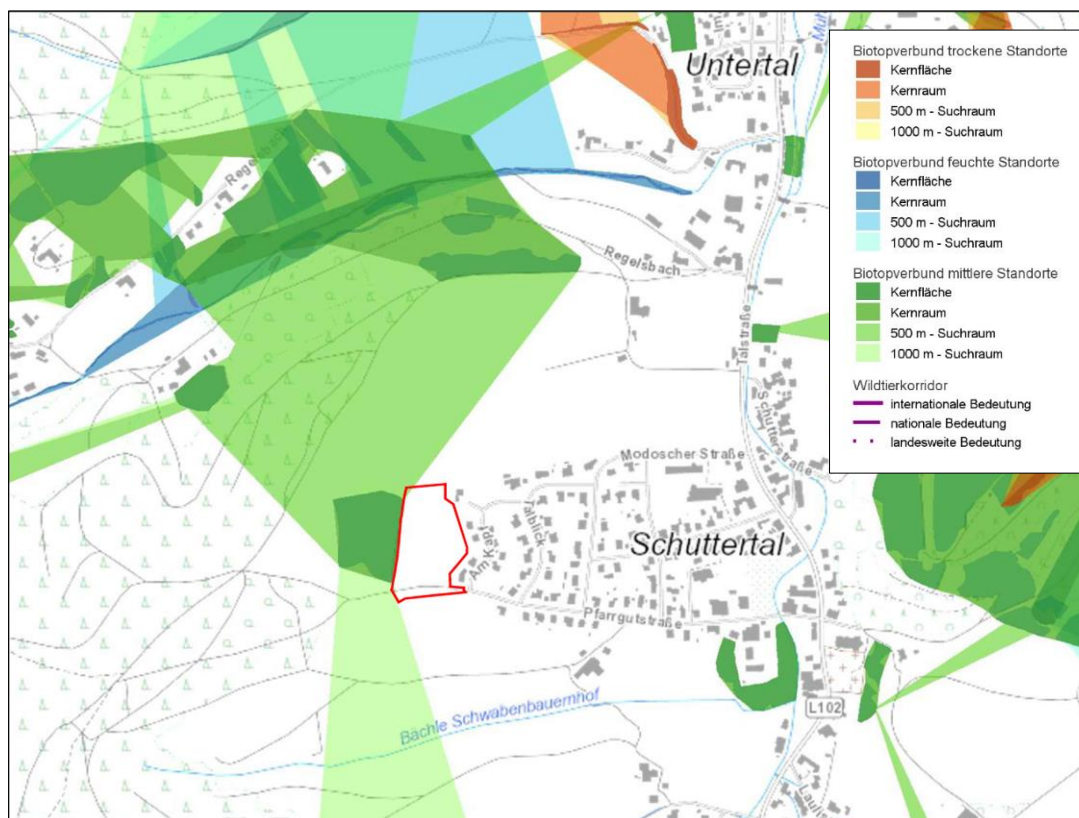 Untertal
Regelsbach
Regelsbach
Talstraße
Schutterstraße
Modoscher Straße
Talblick
Am Kapf
Schuttertal
Pfarrgutstraße
Bächle Schwabenbauernhof
L102
Biotopverbund trockene Standorte
Kernfläche
Kernraum
500 m - Suchraum
1000 m - Suchraum
Biotopverbund feuchte Standorte
Kernfläche
Kernraum
500 m - Suchraum
1000 m - Suchraum
Biotopverbund mittlere Standorte
Kernfläche
Kernraum
500 m - Suchraum
1000 m - Suchraum
Wildtierkorridor
internationale Bedeutung
nationale Bedeutung
landesweite Bedeutung